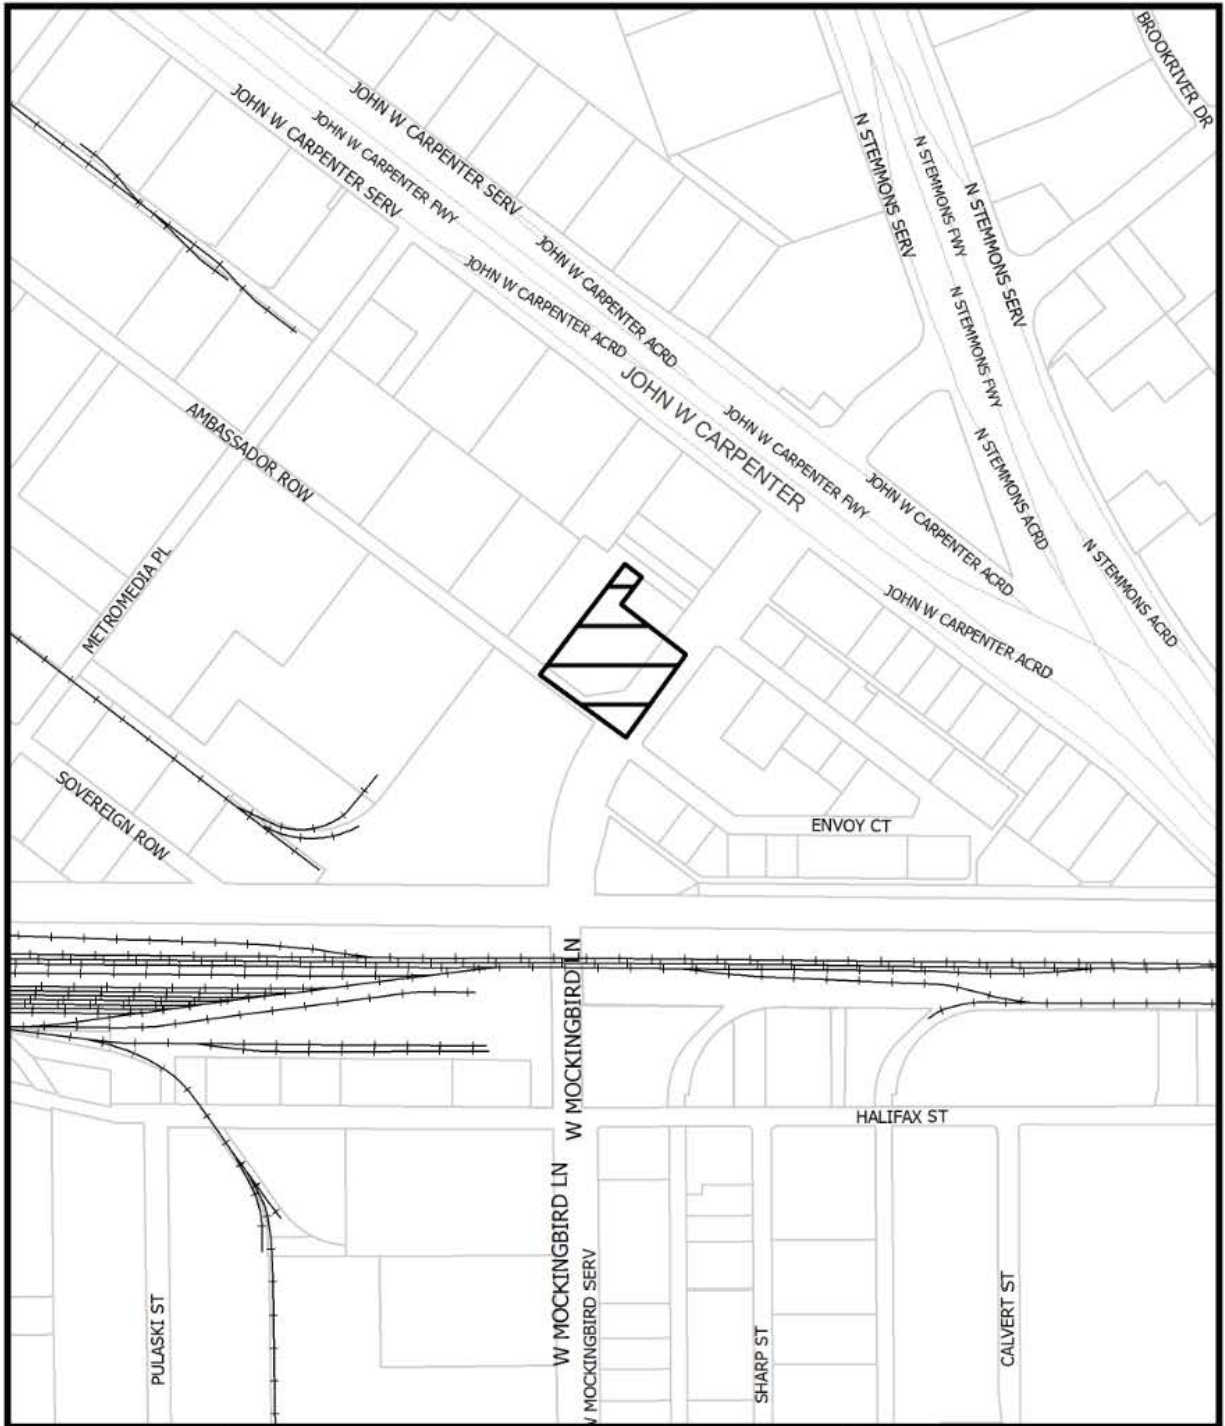 BROOKRIVER DR
JOHN W CARPENTER SERV
JOHN W CARPENTER FWY
JOHN W CARPENTER SERV
N STEMMONS SERV
N STEMMONS FWY
N STEMMONS SERV
JOHN W CARPENTER ACRD
JOHN W CARPENTER ACRD
N STEMMONS FWY
JOHN W CARPENTER
AMBASSADOR ROW
JOHN W CARPENTER FWY
N STEMMONS ACRD
JOHN W CARPENTER ACRD
N STEMMONS ACRD
METROMEDIA PL
JOHN W CARPENTER ACRD
SOVEREIGN ROW
ENVOY CT
W MOCKINGBIRD LN
HALIFAX ST
W MOCKINGBIRD LN
W MOCKINGBIRD SERV
PULASKI ST
SHARP ST
CALVERT ST